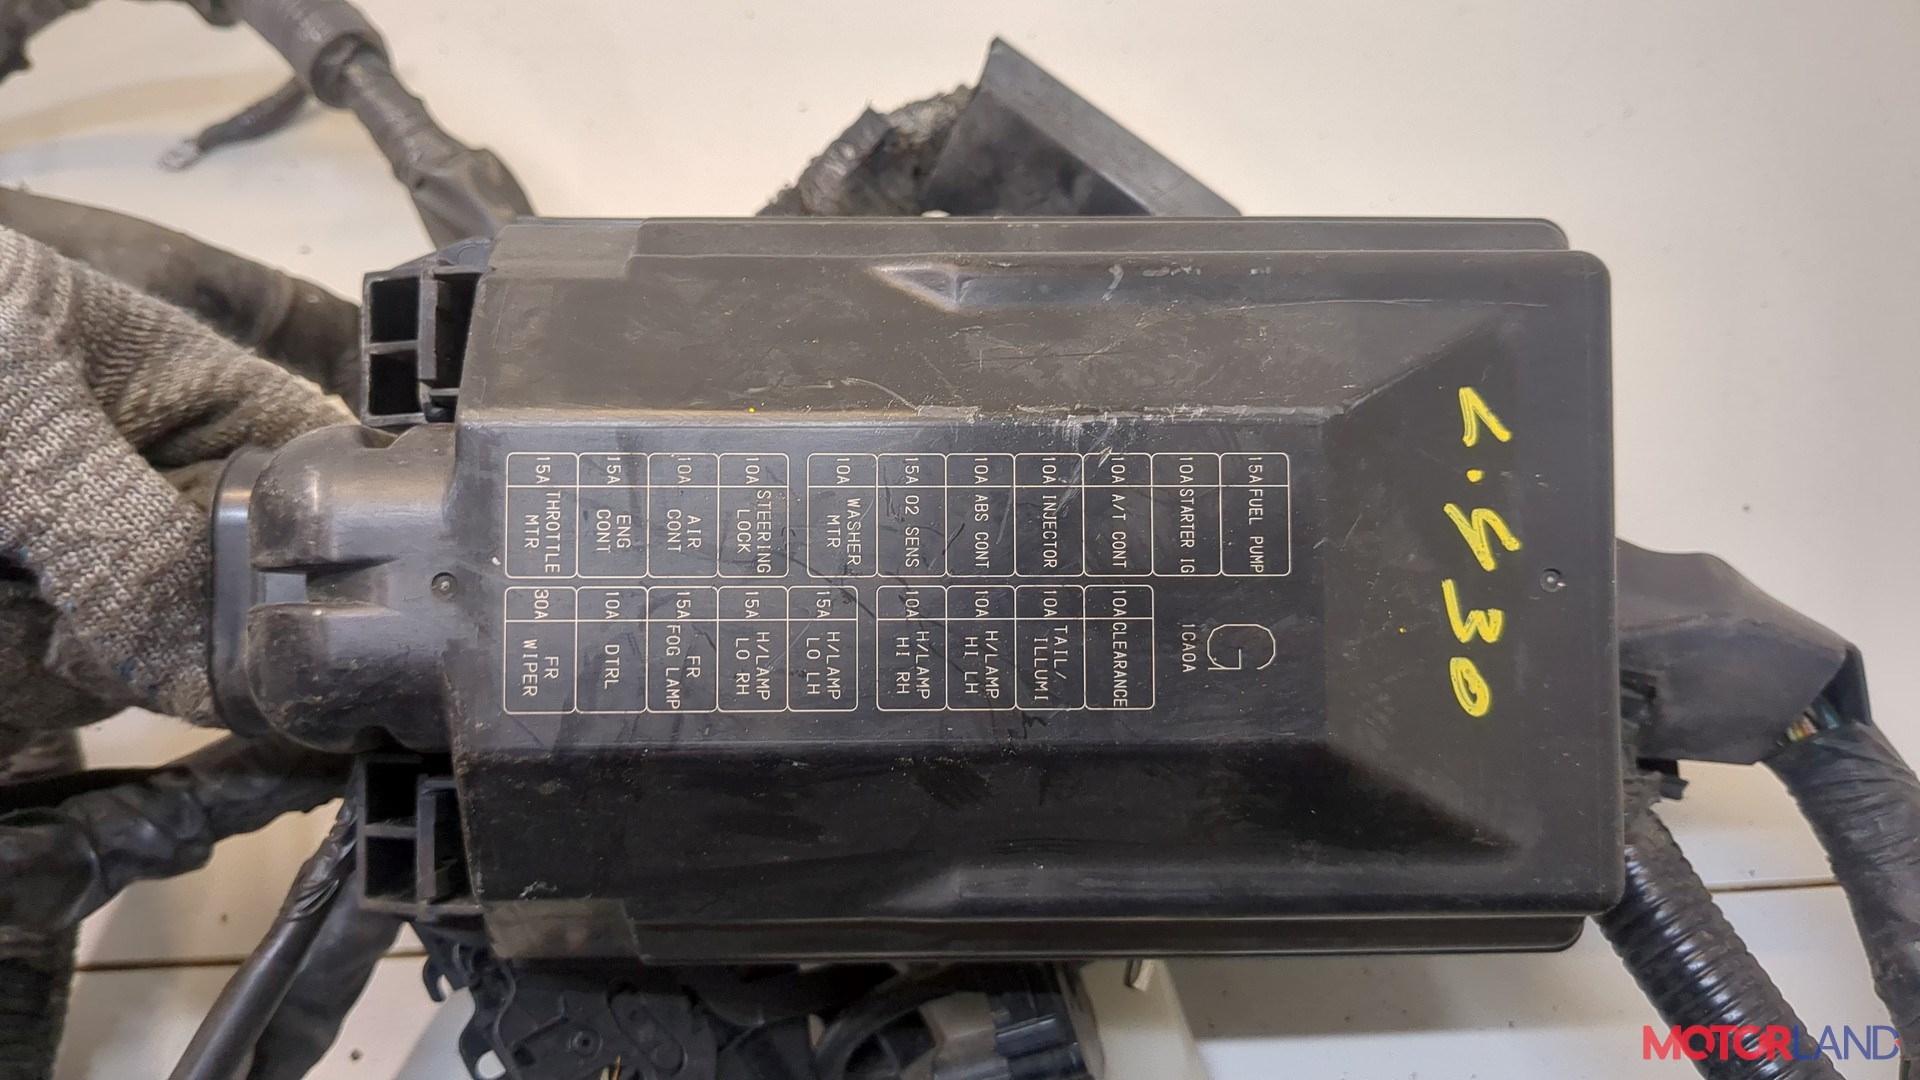 15A FUEL PUMP
G
10A STARTER IG
1CA0A
10A A/T CONT
10A CLEARANCE
10A INJECTOR
10A TAIL/
ILLUMI
10A ABS CONT
10A H/LAMP
HI LH
15A O2 SENS
10A H/LAMP
HI RH
10A WASHER
MTR
15A H/LAMP
LO LH
10A STEERING
LOCK
15A H/LAMP
LO RH
10A AIR
CONT
15A FR
FOG LAMP
15A ENG
CONT
10A DTRL
15A THROTTLE
MTR
30A FR
WIPER
MOTORLAND